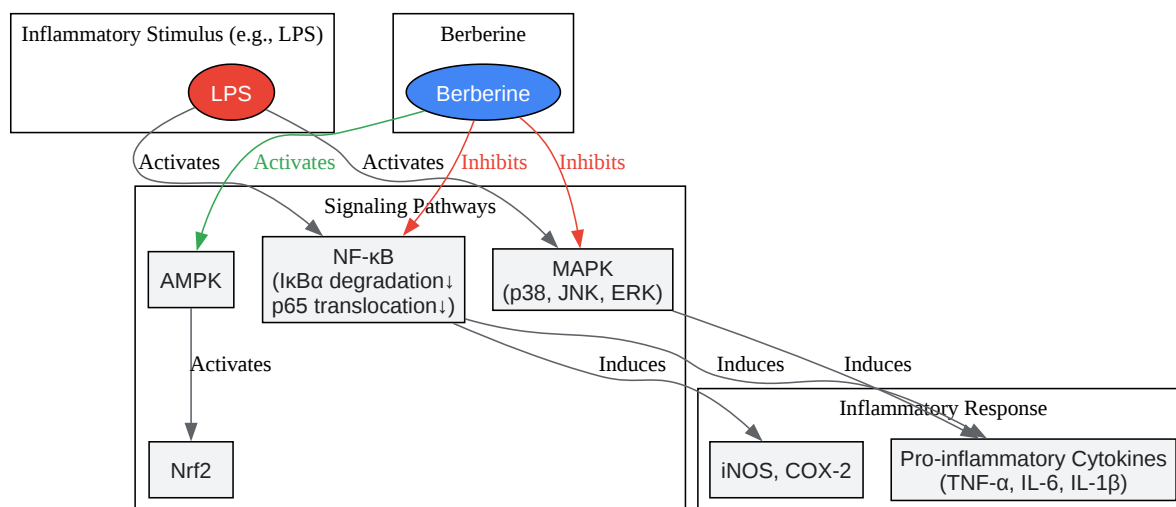 Inflammatory Stimulus (e.g., LPS)
Berberine
LPS
Berberine
Activates
Activates
Activates
Inhibits
Inhibits
Signaling Pathways
AMPK
NF-κB
(IκBα degradation↓
p65 translocation↓)
MAPK
(p38, JNK, ERK)
Activates
Induces
Induces
Induces
Inflammatory Response
Nrf2
iNOS, COX-2
Pro-inflammatory Cytokines
(TNF-α, IL-6, IL-1β)